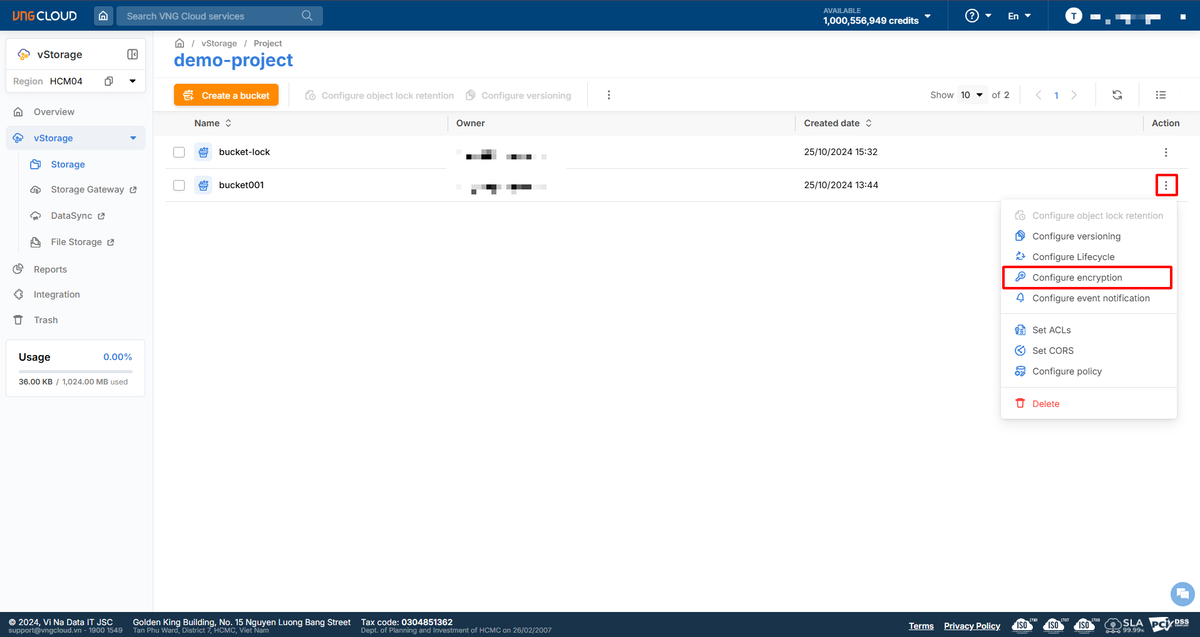 VNGCLOUD
Search VNG Cloud services
AVAILABLE
1,000,556,949 credits
En
T
vStorage
Region HCM04
Overview
vStorage
Storage
Storage Gateway
DataSync
File Storage
Reports
Integration
Trash
Usage 0.00%
36.00 KB / 1,024.00 MB used
/ vStorage / Project
demo-project
Create a bucket
Configure object lock retention
Configure versioning
Show 10 of 2
1
Name Owner Created date Action
bucket-lock 25/10/2024 15:32
bucket001 25/10/2024 13:44
Configure object lock retention
Configure versioning
Configure Lifecycle
Configure encryption
Configure event notification
Set ACLs
Set CORS
Configure policy
Delete
© 2024, Vi Na Data IT JSC
support@vngcloud.vn - 1900 1549
Golden King Building, No. 15 Nguyen Luong Bang Street
Tan Phu Ward, District 7, HCMC, Viet Nam
Tax code: 0304851362
Dept. of Planning and Investment of HCMC on 26/02/2007
Terms
Privacy Policy
ISO
ISO
ISO
SLA
99.99%
PCI DSS